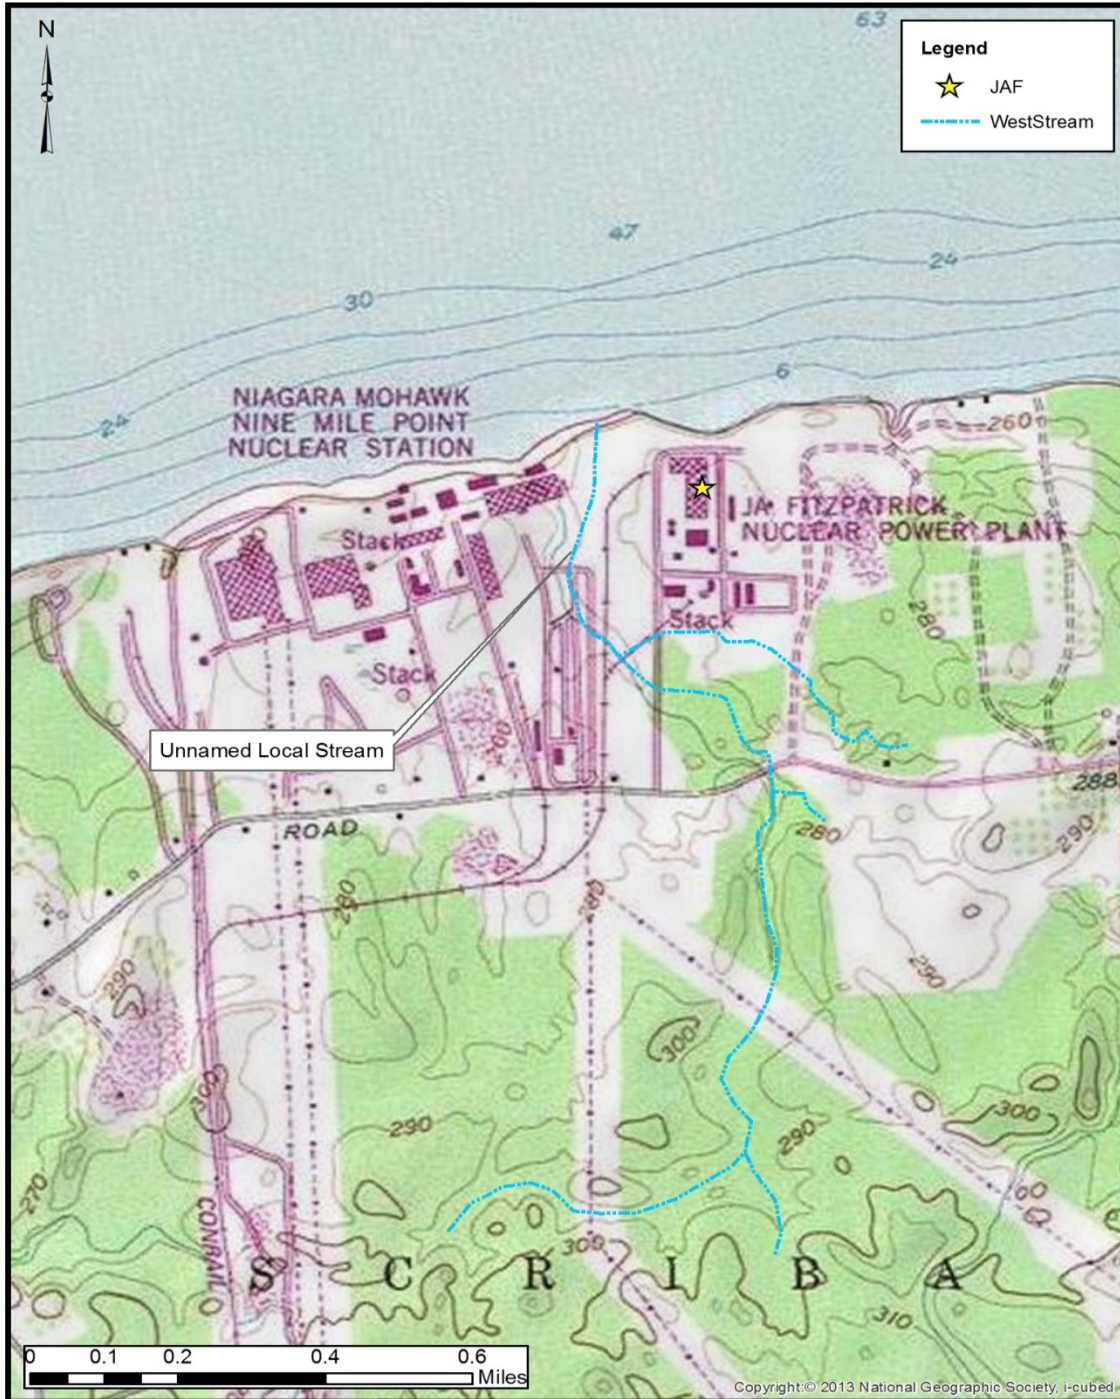 N
63
Legend
JAF
WestStream
47
24
30
6
24
NIAGARA MOHAWK
NINE MILE POINT
NUCLEAR STATION
260
JA. FITZPATRICK
NUCLEAR POWER PLANT
Stack
280
Stack
Stack
Unnamed Local Stream
288
ROAD
280
290
290
280
290
290
300
300
300
290
290
270
CONRAIL
300
S C R I B A
310
0 0.1 0.2 0.4 0.6
Miles
Copyright:© 2013 National Geographic Society, i-cubed